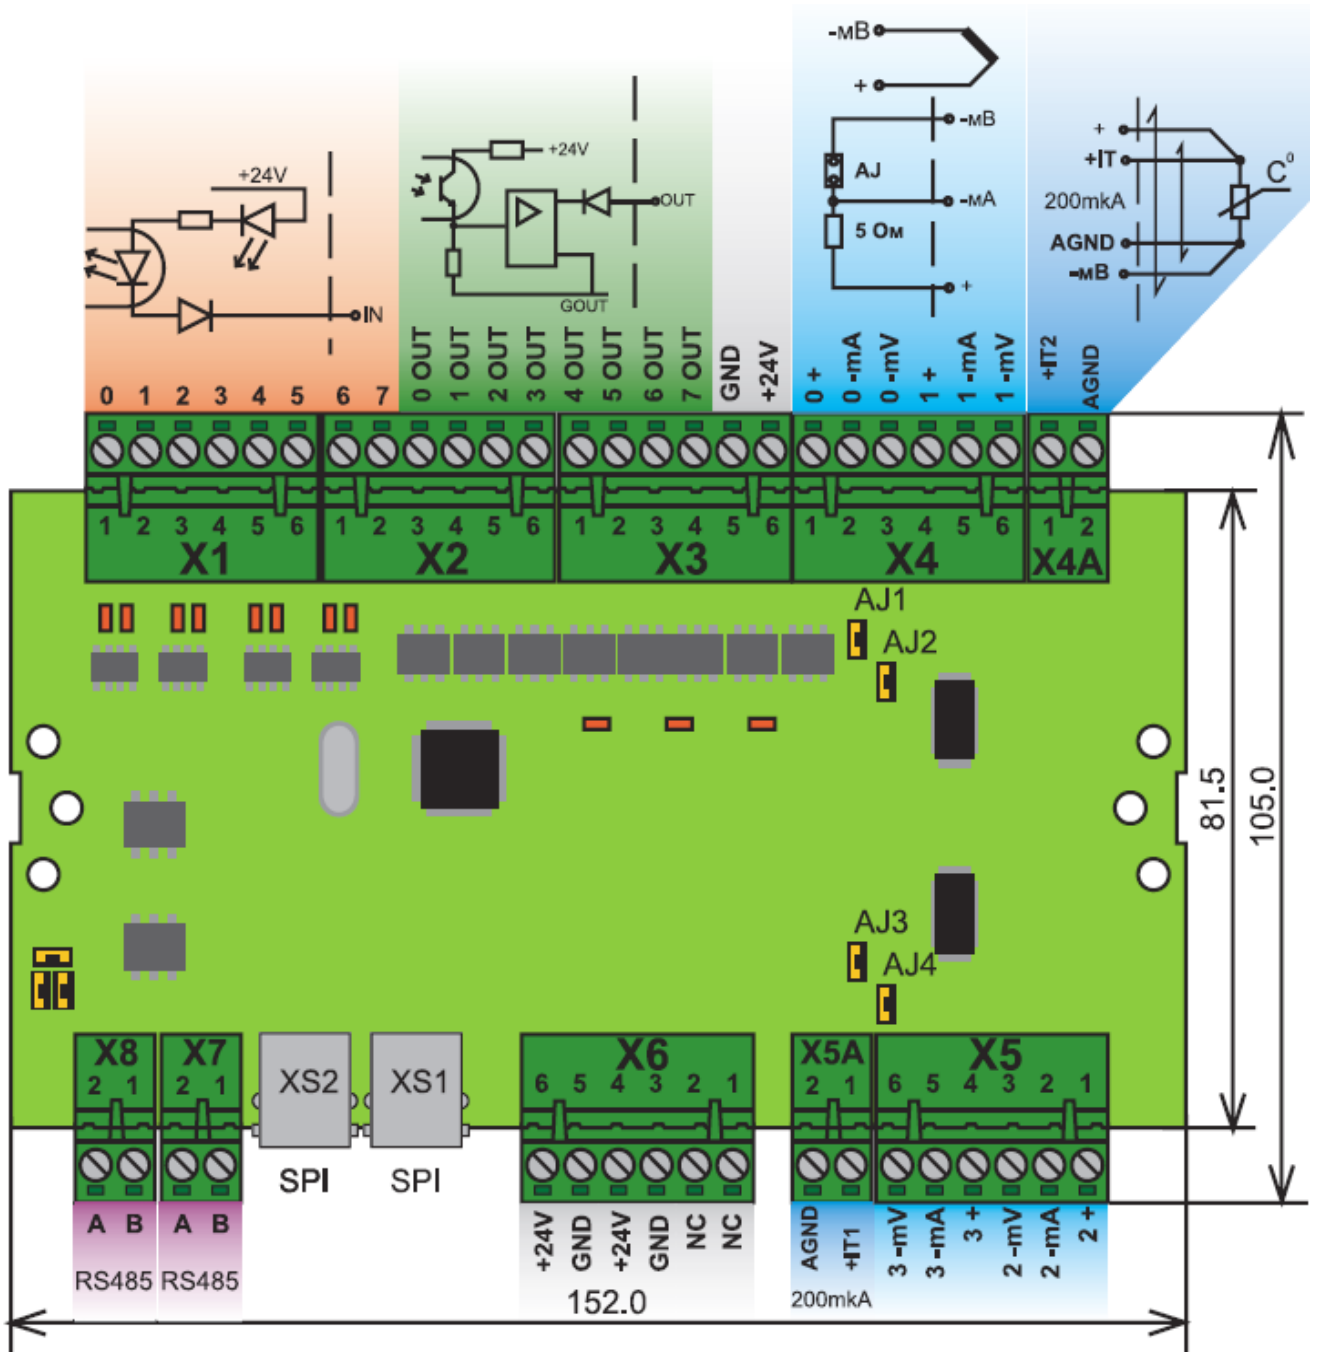 -мВ
+
-мВ
AJ
-мА
5 Ом
+
+
+IT
200mkA
C⁰
AGND
-мВ
+24V
IN
+24V
OUT
GOUT
0 1 2 3 4 5 6 7
0 OUT
1 OUT
2 OUT
3 OUT
4 OUT
5 OUT
6 OUT
7 OUT
GND
+24V
0 +
0 -mA
0 -mV
1 +
1 -mA
1 -mV
+IT2
AGND
1 2 3 4 5 6
X1
1 2 3 4 5 6
X2
1 2 3 4 5 6
X3
1 2 3 4 5 6
X4
1 2
X4A
AJ1
AJ2
81.5
105.0
AJ3
AJ4
X8
2 1
X7
2 1
XS2
XS1
X6
6 5 4 3 2 1
X5A
2 1
X5
6 5 4 3 2 1
SPI
SPI
A B
RS485
A B
RS485
+24V
GND
+24V
GND
NC
NC
AGND
+IT1
200mkA
3 -mV
3 -mA
3 +
2 -mV
2 -mA
2 +
152.0